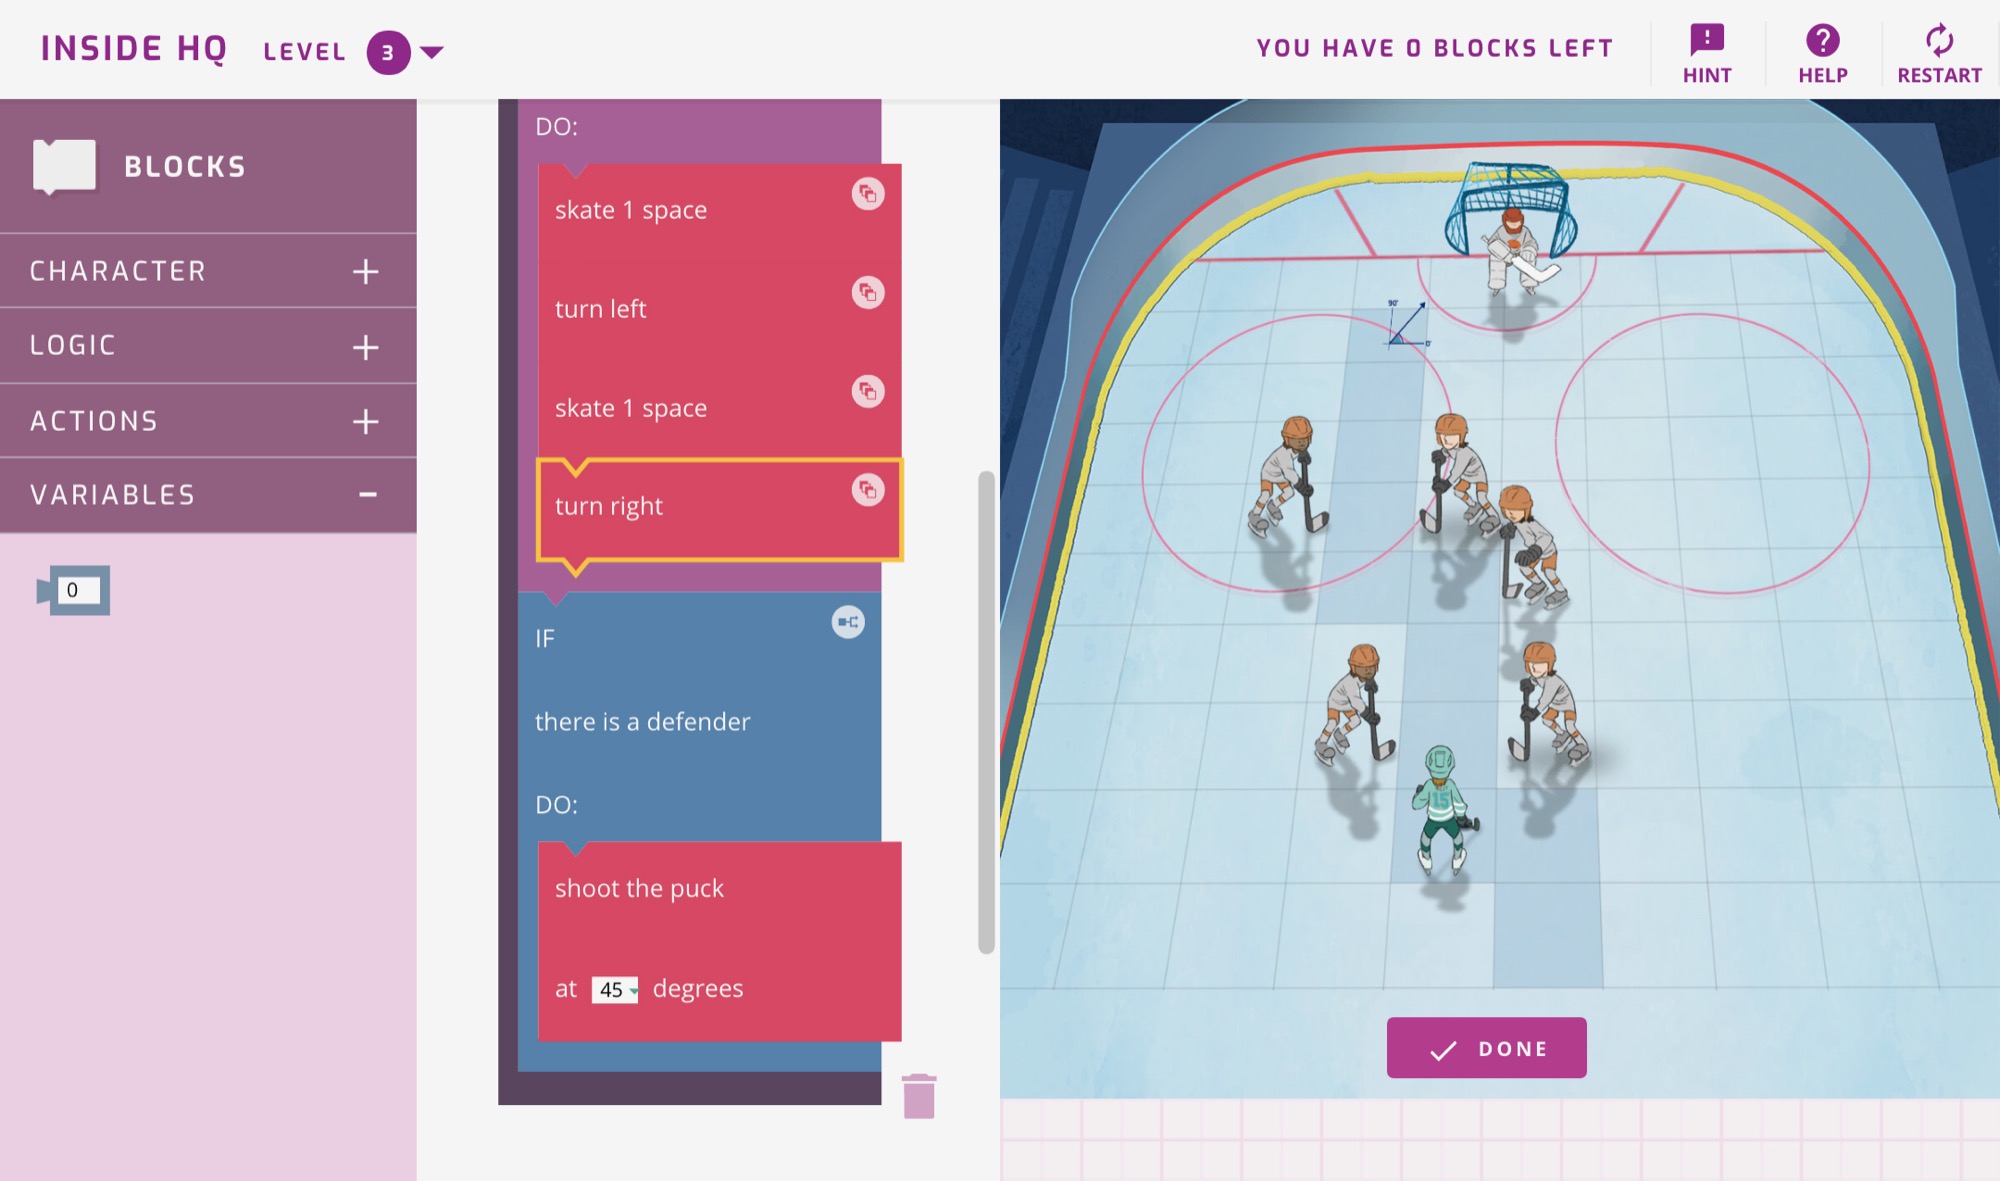 INSIDE HQ
LEVEL 3
YOU HAVE 0 BLOCKS LEFT
HINT
HELP
RESTART
BLOCKS
CHARACTER
LOGIC
ACTIONS
VARIABLES
0
DO:
skate 1 space
turn left
skate 1 space
turn right
IF
there is a defender
DO:
shoot the puck
at 45 degrees
90°
0°
15
DONE